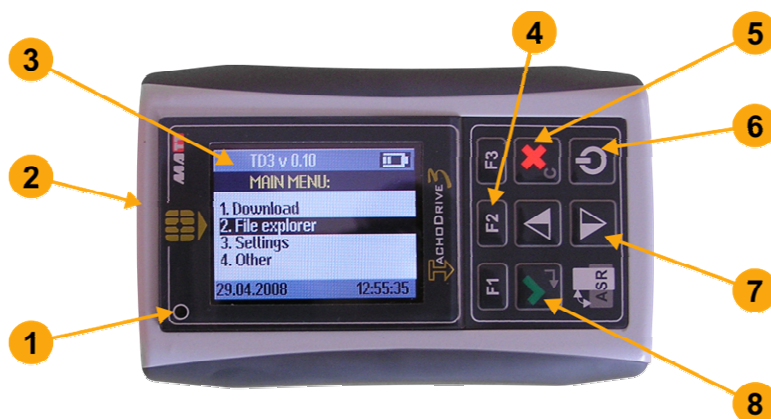 3
4
5
6
2
7
1
8
TD3 v 0.10
MAIN MENU:
1. Download
2. File explorer
3. Settings
4. Other
29.04.2008
12:55:35
TACHODRIVE 3
F3
F2
F1
C
ASR